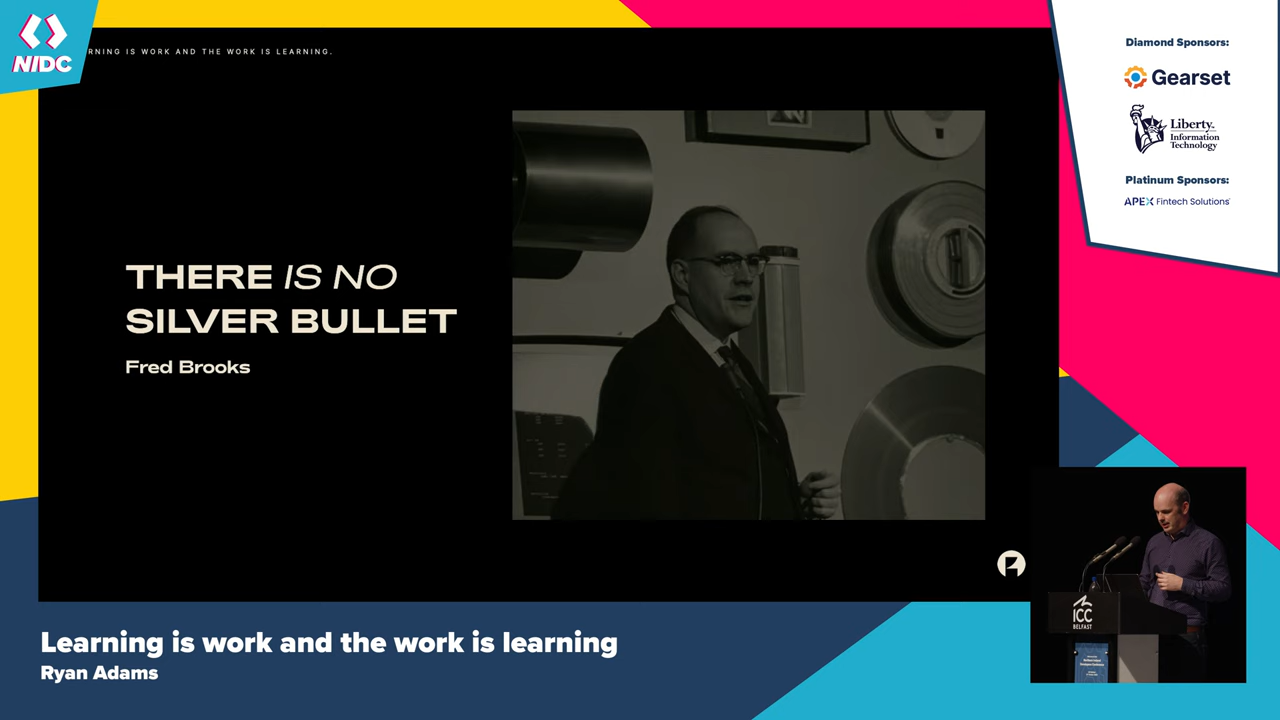 NIDC
RNING IS WORK AND THE WORK IS LEARNING.
THERE IS NO
SILVER BULLET
Fred Brooks
Diamond Sponsors:
Gearset
Liberty
Information
Technology
Platinum Sponsors:
APEX Fintech Solutions
ICC
BELFAST
Learning is work and the work is learning
Ryan Adams